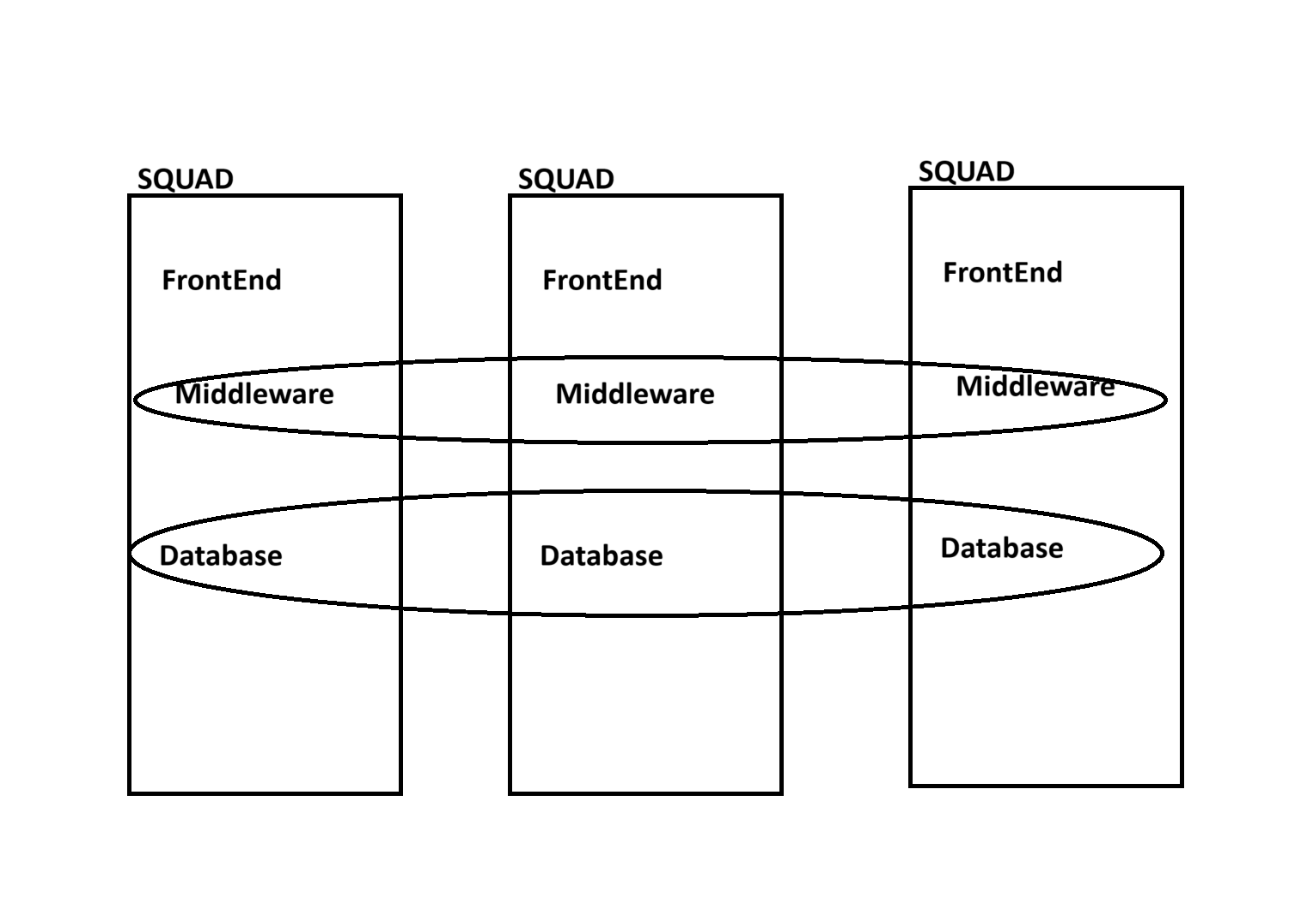 SQUAD
SQUAD
SQUAD
FrontEnd
FrontEnd
FrontEnd
Middleware
Middleware
Middleware
Database
Database
Database